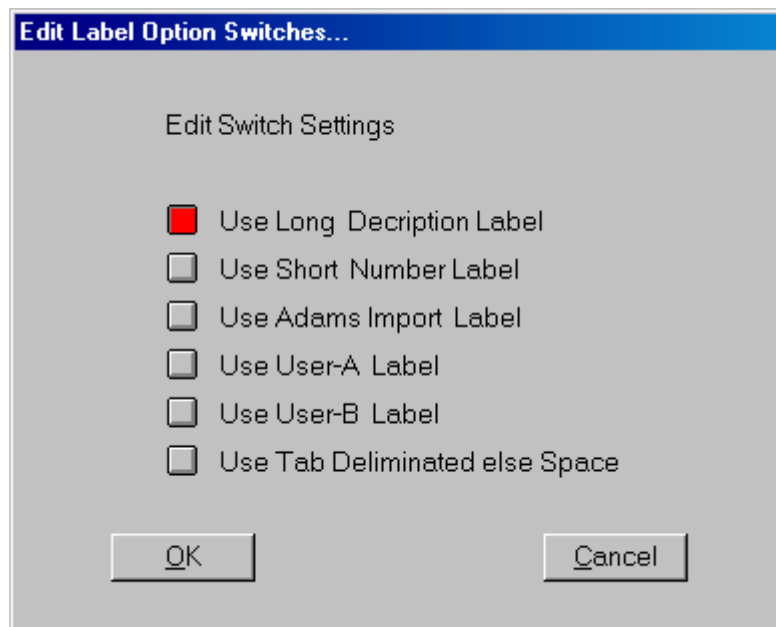 Edit Label Option Switches...
Edit Switch Settings
Use Long Decription Label
Use Short Number Label
Use Adams Import Label
Use User-A Label
Use User-B Label
Use Tab Deliminated else Space
OK Cancel